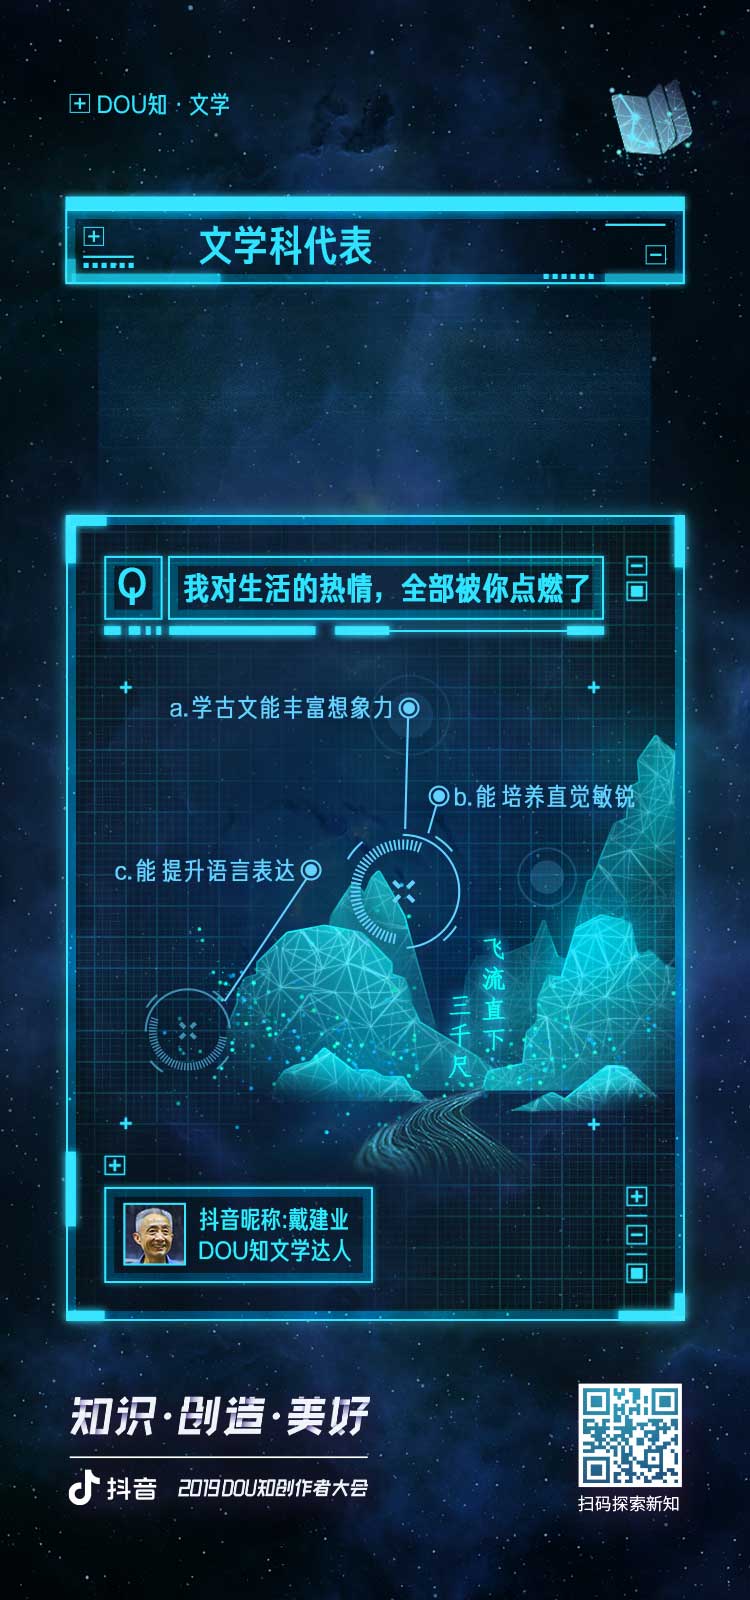 DOU知·文学
文学科代表
Q
我对生活的热情，全部被你点燃了
a.学古文能丰富想象力
b.能 培养直觉敏锐
c.能 提升语言表达
飞流直下
三千尺
抖音昵称:戴建业
DOU知文学达人
知识·创造·美好
抖音 2019DOU知创作者大会
扫码探索新知